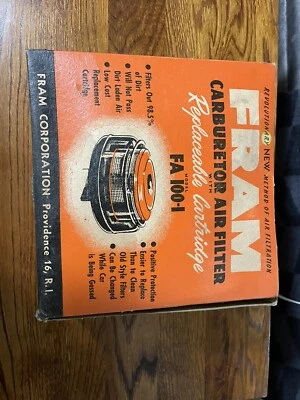 REVOLUTIONARY NEW METHOD OF AIR FILTRATION
FRAM
CARBURETOR AIR FILTER
Replaceable Cartridge
FA 100-1
• Filters Out 98.5%
of Dirt
• Will Not Pass
Dirt Laden Air
• Low Cost
Replacement
Cartridge
• Positive Protection
• Easier to Replace
Than to Clean
Old Style Filters
• Can Be Changed
While Car
is Being Gassed
FRAM CORPORATION Providence 16, R.I.